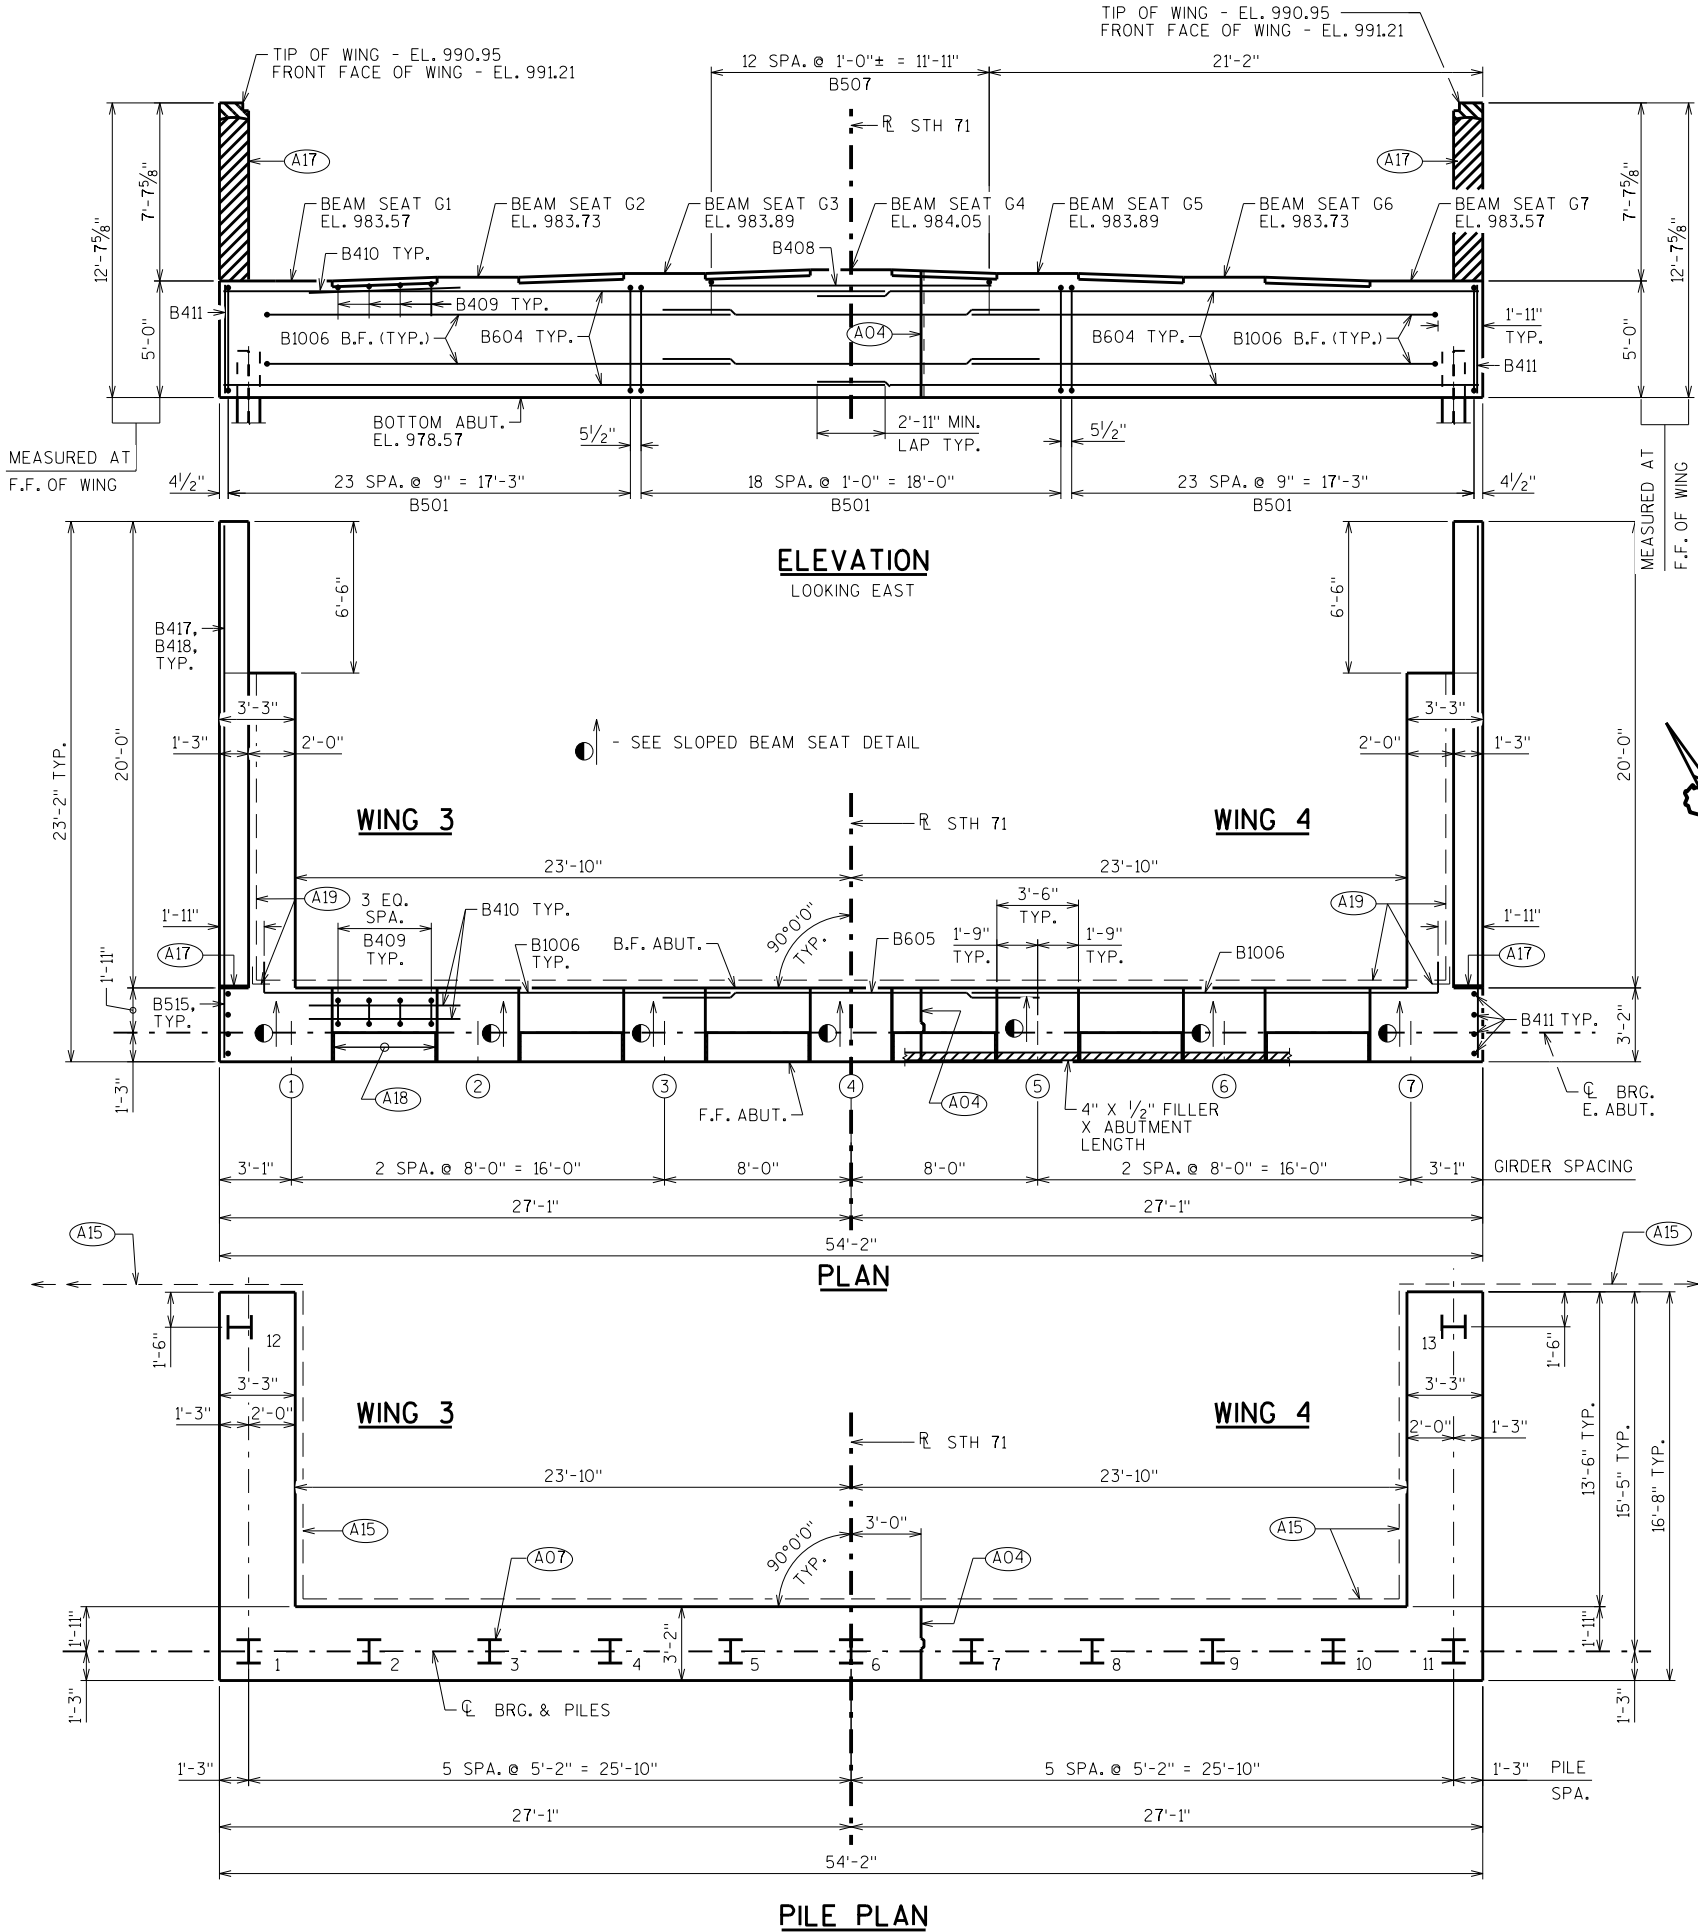 TIP OF WING - EL. 990.95
FRONT FACE OF WING - EL. 991.21
TIP OF WING - EL. 990.95
FRONT FACE OF WING - EL. 991.21
12 SPA. @ 1'-0"± = 11'-11"
B507
21'-2"
℞ STH 71
A17
A17
12'-7⅝"
7'-7⅝"
7'-7⅝"
12'-7⅝"
BEAM SEAT G1
EL. 983.57
BEAM SEAT G2
EL. 983.73
BEAM SEAT G3
EL. 983.89
BEAM SEAT G4
EL. 984.05
BEAM SEAT G5
EL. 983.89
BEAM SEAT G6
EL. 983.73
BEAM SEAT G7
EL. 983.57
B410 TYP.
B408
B411
B409 TYP.
5'-0"
B1006 B.F. (TYP.)
B604 TYP.
A04
B604 TYP.
B1006 B.F. (TYP.)
1'-11"
TYP.
5'-0"
B411
BOTTOM ABUT.
EL. 978.57
5½"
2'-11" MIN.
LAP TYP.
5½"
MEASURED AT
F.F. OF WING
4½"
23 SPA. @ 9" = 17'-3"
B501
18 SPA. @ 1'-0" = 18'-0"
B501
23 SPA. @ 9" = 17'-3"
B501
4½"
MEASURED AT
F.F. OF WING
ELEVATION
LOOKING EAST
6'-6"
6'-6"
B417,
B418,
TYP.
3'-3"
1'-3"
2'-0"
3'-3"
2'-0"
1'-3"
- SEE SLOPED BEAM SEAT DETAIL
23'-2" TYP.
20'-0"
20'-0"
WING 3
℞ STH 71
WING 4
23'-10"
23'-10"
A19
3 EQ.
SPA.
B409
TYP.
B410 TYP.
1'-11"
1'-11"
A17
B515,
TYP.
B1006
TYP.
B.F. ABUT.
90°0'0"
TYP.
B605
3'-6"
TYP.
1'-9"
TYP.
1'-9"
TYP.
B1006
A19
1'-11"
A17
B411 TYP.
3'-2"
1'-3"
1
A18
2
3
F.F. ABUT.
4
A04
5
4" X ½" FILLER
X ABUTMENT
LENGTH
6
7
℄ BRG.
E. ABUT.
3'-1"
2 SPA. @ 8'-0" = 16'-0"
8'-0"
8'-0"
2 SPA. @ 8'-0" = 16'-0"
3'-1"
GIRDER SPACING
27'-1"
27'-1"
54'-2"
PLAN
A15
A15
1'-6"
12
13
1'-6"
3'-3"
1'-3"
2'-0"
3'-3"
2'-0"
1'-3"
WING 3
℞ STH 71
WING 4
23'-10"
23'-10"
13'-6" TYP.
15'-5" TYP.
16'-8" TYP.
A15
A07
90°0'0"
TYP.
3'-0"
A04
A15
1'-11"
1'-3"
3'-2"
1'-11"
1'-3"
1
2
3
4
5
6
7
8
9
10
11
℄ BRG. & PILES
1'-3"
5 SPA. @ 5'-2" = 25'-10"
5 SPA. @ 5'-2" = 25'-10"
1'-3"
PILE
SPA.
27'-1"
27'-1"
54'-2"
PILE PLAN